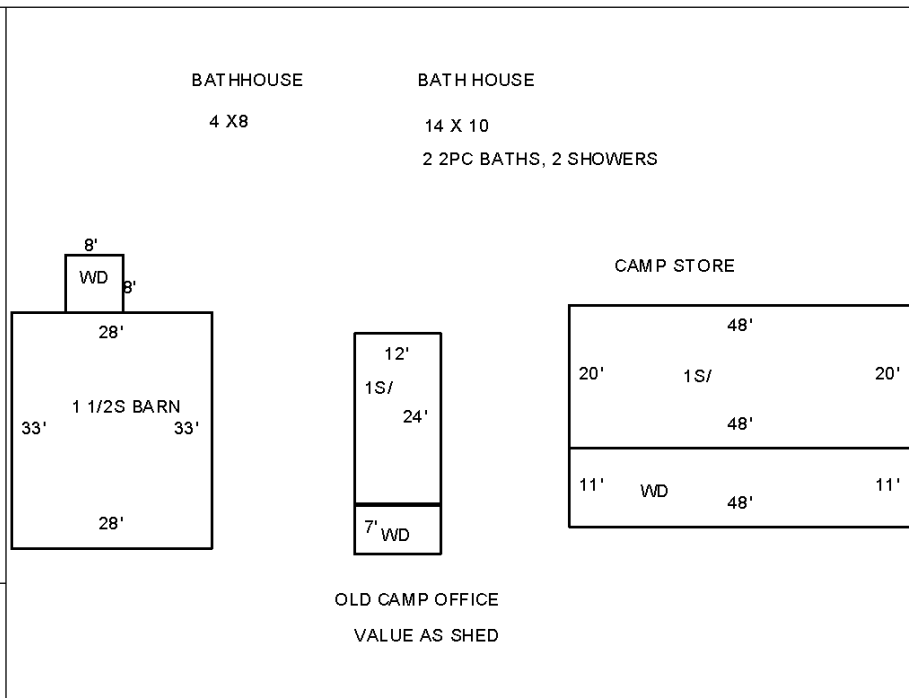 BATHHOUSE
4 X8
BATH HOUSE
14 X 10
2 2PC BATHS, 2 SHOWERS
8'
WD
8'
28'
1 1/2S BARN
33'
33'
28'
12'
1S/
24'
7'
WD
OLD CAMP OFFICE
VALUE AS SHED
CAMP STORE
48'
20'
1S/
20'
48'
11'
WD
11'
48'